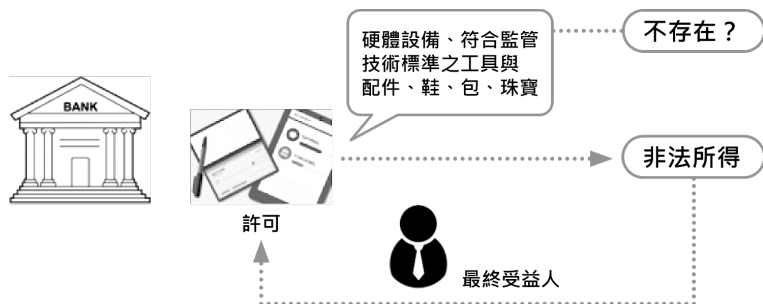 硬體設備、符合監管
技術標準之工具與
配件、鞋、包、珠寶
不存在？
BANK
非法所得
許可
最終受益人